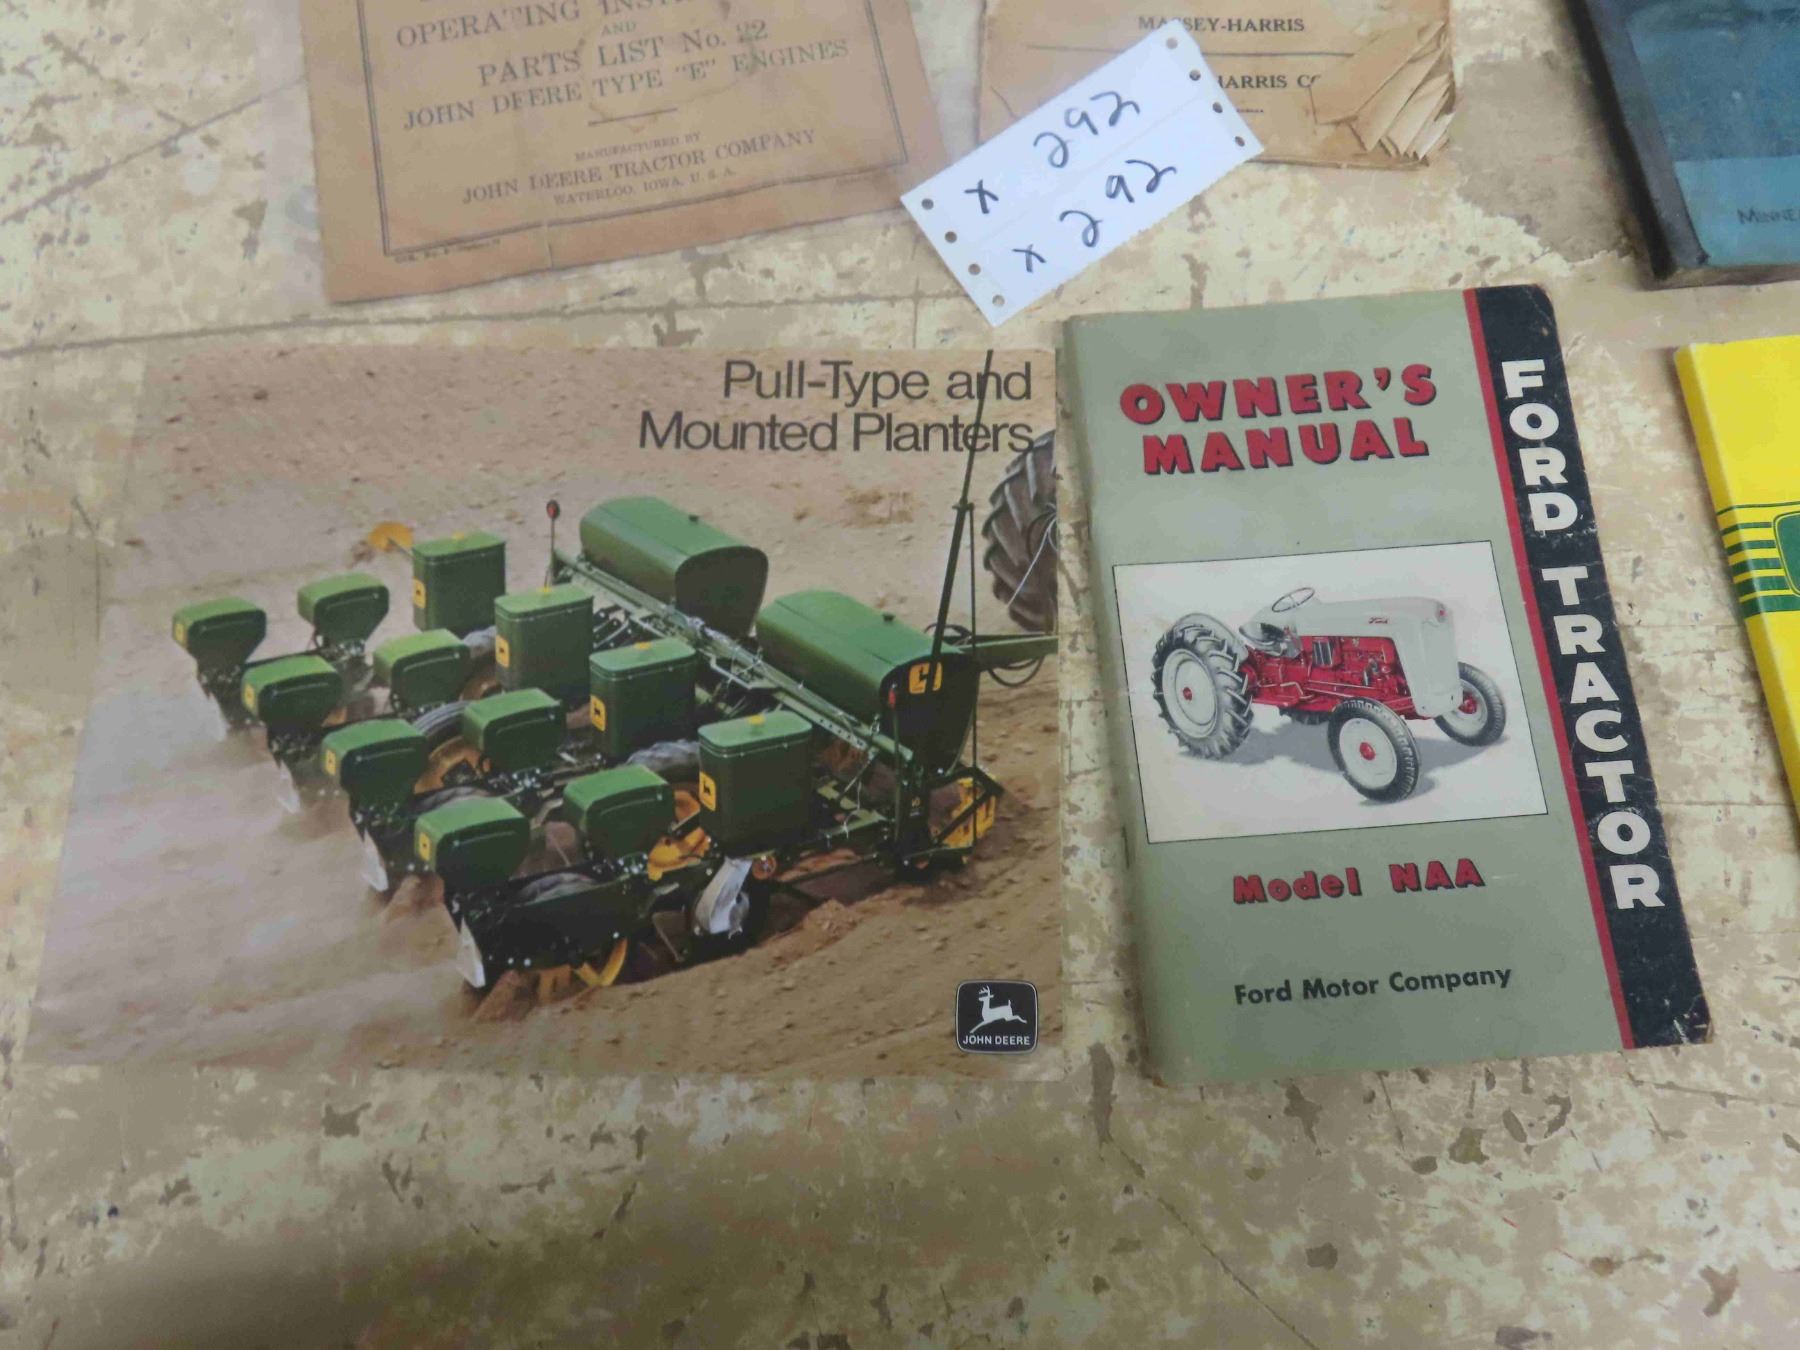 OPERATING
AND
PARTS LIST No. 22
JOHN DEERE TYPE "E" ENGINES
MANUFACTURED BY
JOHN DEERE TRACTOR COMPANY
WATERLOO, IOWA, U. S. A.
MASSEY-HARRIS
HARRIS
x 292
x 292
Pull-Type and
Mounted Planters
JOHN DEERE
OWNER'S
MANUAL
FORD TRACTOR
Ford
Model NAA
Ford Motor Company